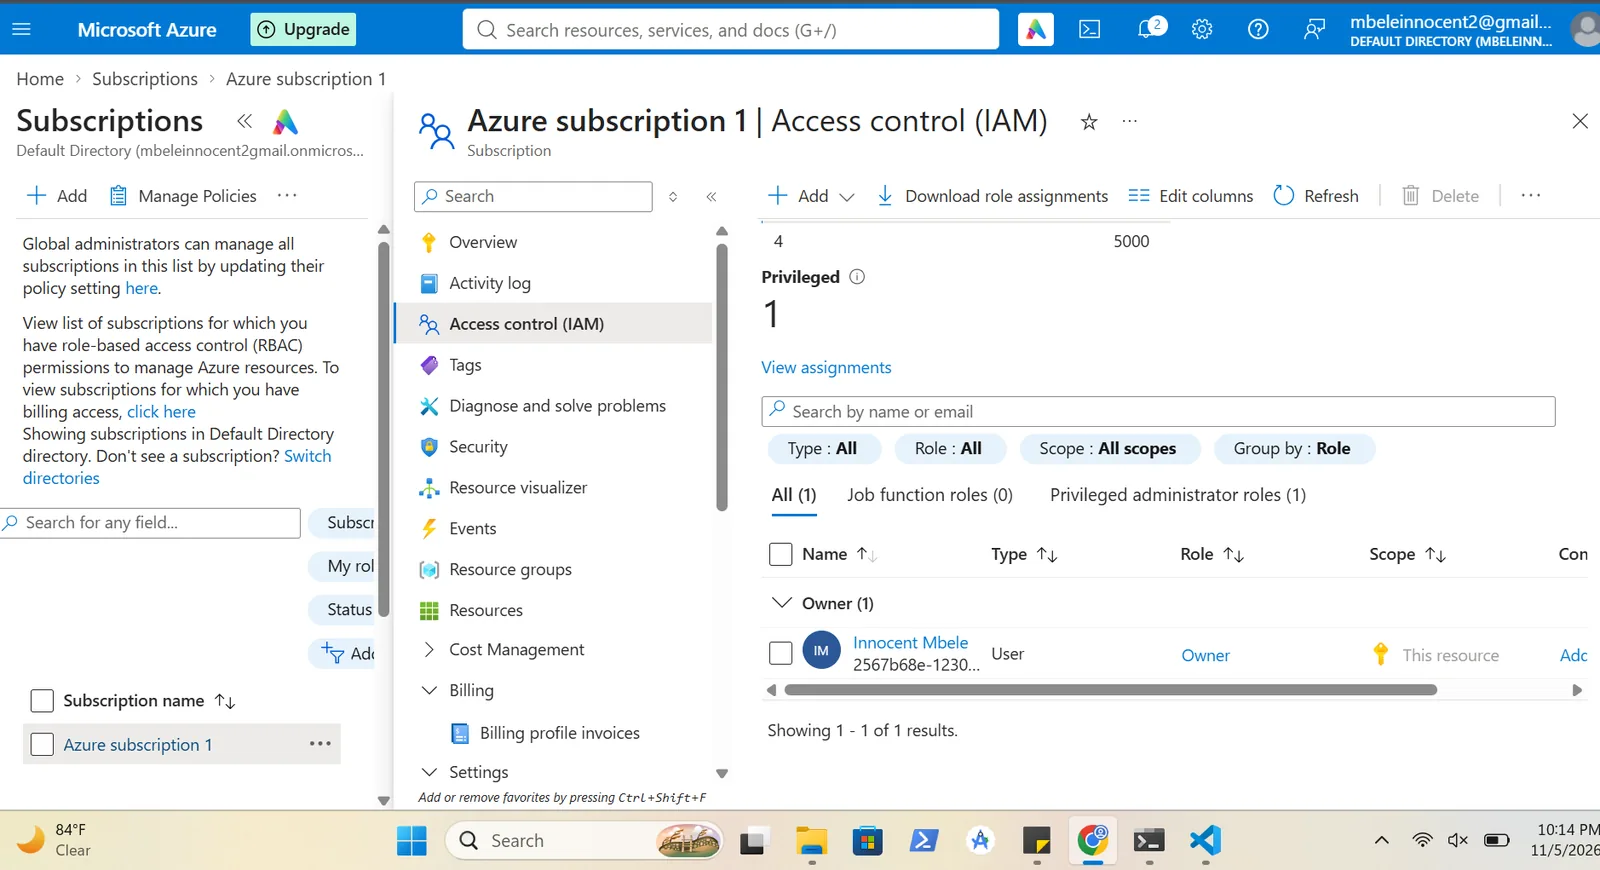 Microsoft Azure
Upgrade
Search resources, services, and docs (G+/)
2
mbeleinnocent2@gmail...
DEFAULT DIRECTORY (MBELEINN...
Home > Subscriptions > Azure subscription 1
Subscriptions
Default Directory (mbeleinnocent2gmail.onmicros...
Add
Manage Policies
...
Global administrators can manage all
subscriptions in this list by updating their
policy setting here.
View list of subscriptions for which you
have role-based access control (RBAC)
permissions to manage Azure resources. To
view subscriptions for which you have
billing access, click here
Showing subscriptions in Default Directory
directory. Don't see a subscription? Switch
directories
Search for any field...
Subscr
My rol
Status
Add
Subscription name
Azure subscription 1
...
Azure subscription 1 | Access control (IAM)
...
Subscription
Search
Overview
Activity log
Access control (IAM)
Tags
Diagnose and solve problems
Security
Resource visualizer
Events
Resource groups
Resources
Cost Management
Billing
Billing profile invoices
Settings
Add or remove favorites by pressing Ctrl+Shift+F
Add
Download role assignments
Edit columns
Refresh
Delete
...
4 5000
Privileged
1
View assignments
Search by name or email
Type : All
Role : All
Scope : All scopes
Group by : Role
All (1) Job function roles (0) Privileged administrator roles (1)
Name Type Role Scope Con
Owner (1)
IM
Innocent Mbele
2567b68e-1230...
User
Owner
This resource
Add
Showing 1 - 1 of 1 results.
84°F
Clear
Search
10:14 PM
11/5/2026